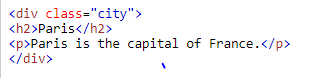 <div class="city">
<h2>Paris</h2>
<p>Paris is the capital of France.</p>
</div>